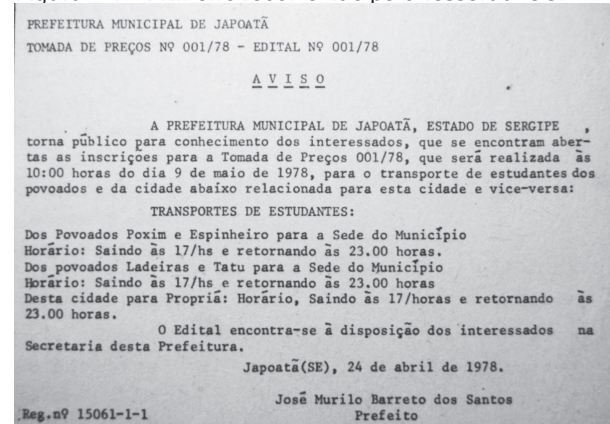 PREFEITURA MUNICIPAL DE JAPOATÃ
TOMADA DE PREÇOS Nº 001/78 - EDITAL Nº 001/78
A V I S O
A PREFEITURA MUNICIPAL DE JAPOATÃ, ESTADO DE SERGIPE ,
torna público para conhecimento dos interessados, que se encontram aber-
tas as inscrições para a Tomada de Preços 001/78, que será realizada às
10:00 horas do dia 9 de maio de 1978, para o transporte de estudantes dos
povoados e da cidade abaixo relacionada para esta cidade e vice-versa:
TRANSPORTES DE ESTUDANTES:
Dos Povoados Poxim e Espinheiro para a Sede do Município
Horário: Saindo às 17/hs e retornando às 23.00 horas.
Dos povoados Ladeiras e Tatu para a Sede do Município
Horário: Saindo às 17/hs e retornando às 23.00 horas
Desta cidade para Propriá: Horário, Saindo às 17/horas e retornando às
23.00 horas.
O Edital encontra-se à disposição dos interessados na
Secretaria desta Prefeitura.
Japoatã(SE), 24 de abril de 1978.
José Murilo Barreto dos Santos
Prefeito
Reg.nº 15061-1-1